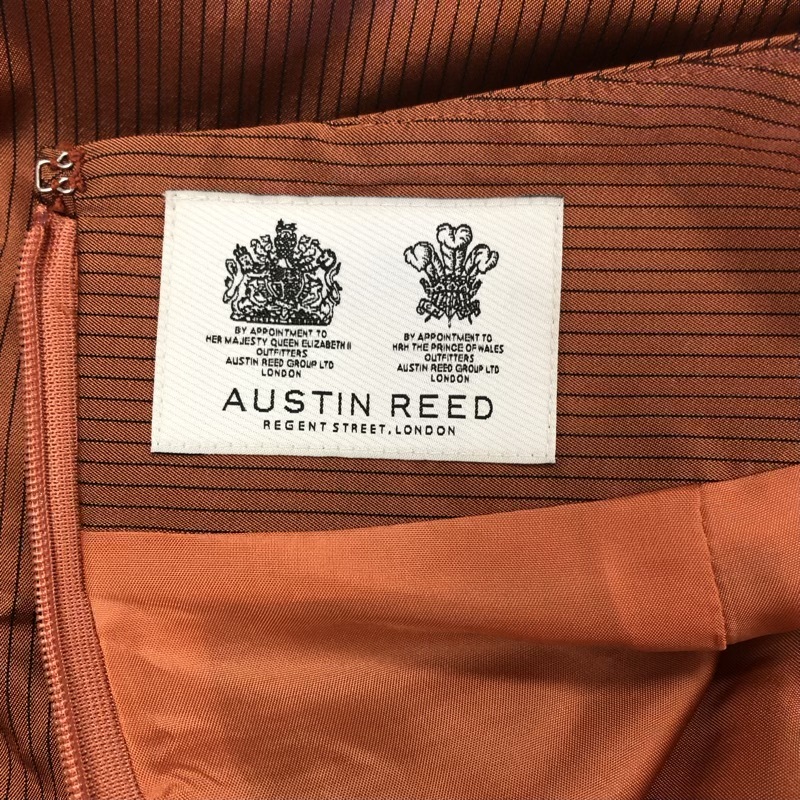 BY APPOINTMENT TO
HER MAJESTY QUEEN ELIZABETH II
OUTFITTERS
AUSTIN REED GROUP LTD
LONDON
BY APPOINTMENT TO
HRH THE PRINCE OF WALES
OUTFITTERS
AUSTIN REED GROUP LTD
LONDON
AUSTIN REED
REGENT STREET, LONDON